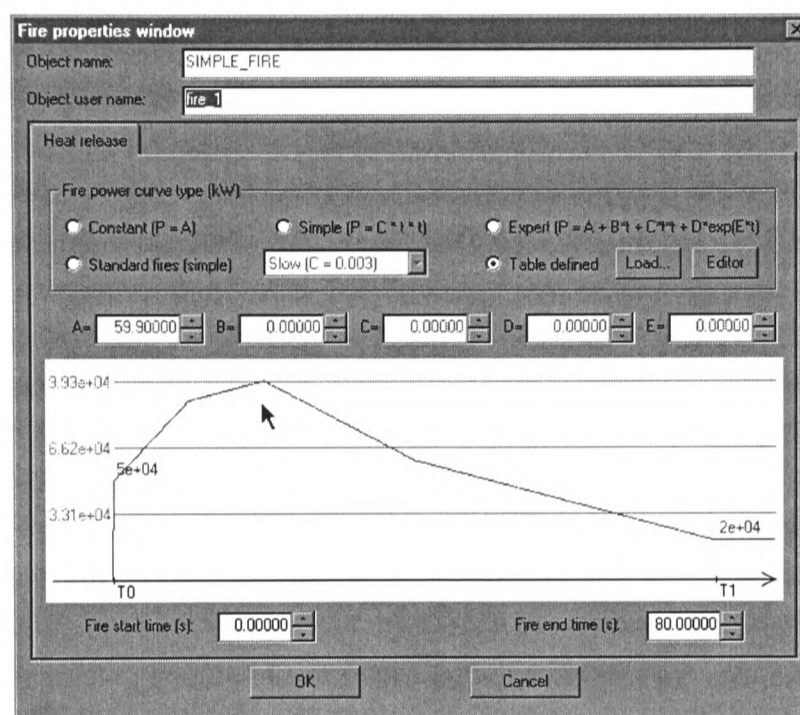 Fire properties window
Object name: SIMPLE_FIRE
Object user name: fire_1
Heat release
Fire power curve type (kW)
Constant (P = A) Simple (P = C * t * t) Expert (P = A + B*t + C*t*t + D*exp(E*t)
Standard fires (simple) Slow (C = 0.003) Table defined Load... Editor
A= 59.90000 B= 0.00000 C= 0.00000 D= 0.00000 E= 0.00000
9.93e+04
6.62e+04
5e+04
3.31e+04
2e+04
T0 T1
Fire start time (s): 0.00000 Fire end time (s): 80.00000
OK Cancel